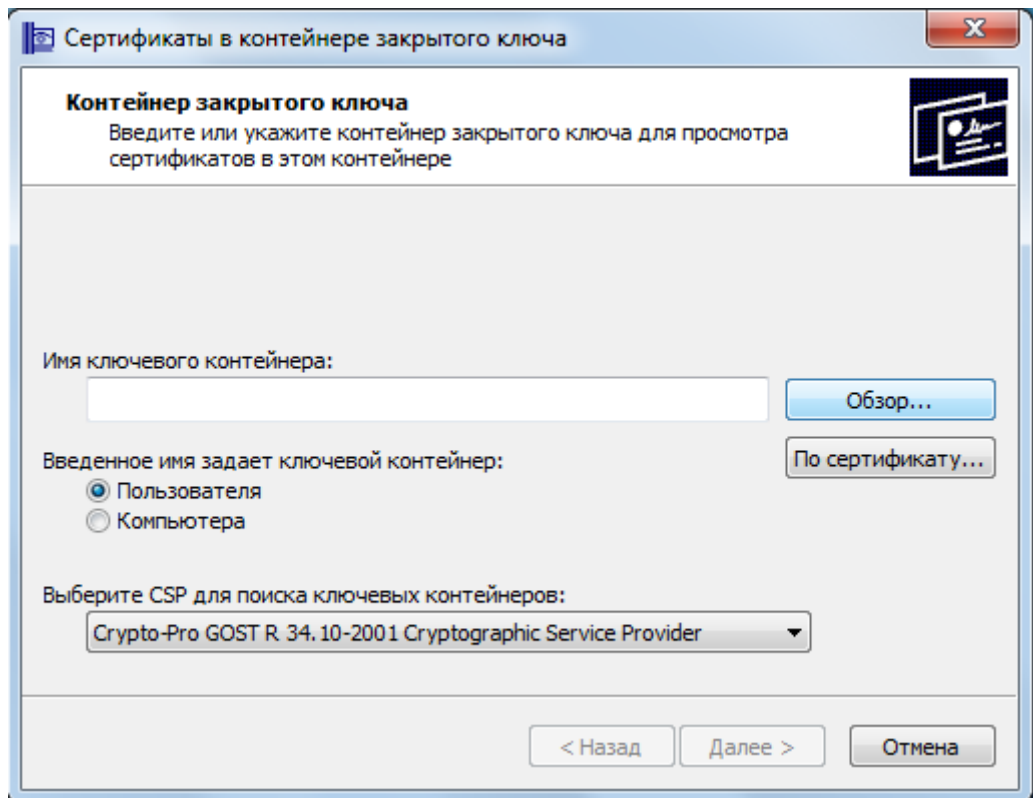 Сертификаты в контейнере закрытого ключа
Контейнер закрытого ключа
Введите или укажите контейнер закрытого ключа для просмотра
сертификатов в этом контейнере
Имя ключевого контейнера:
Обзор...
Введенное имя задает ключевой контейнер:
По сертификату...
Пользователя
Компьютера
Выберите CSP для поиска ключевых контейнеров:
Crypto-Pro GOST R 34.10-2001 Cryptographic Service Provider
< Назад
Далее >
Отмена